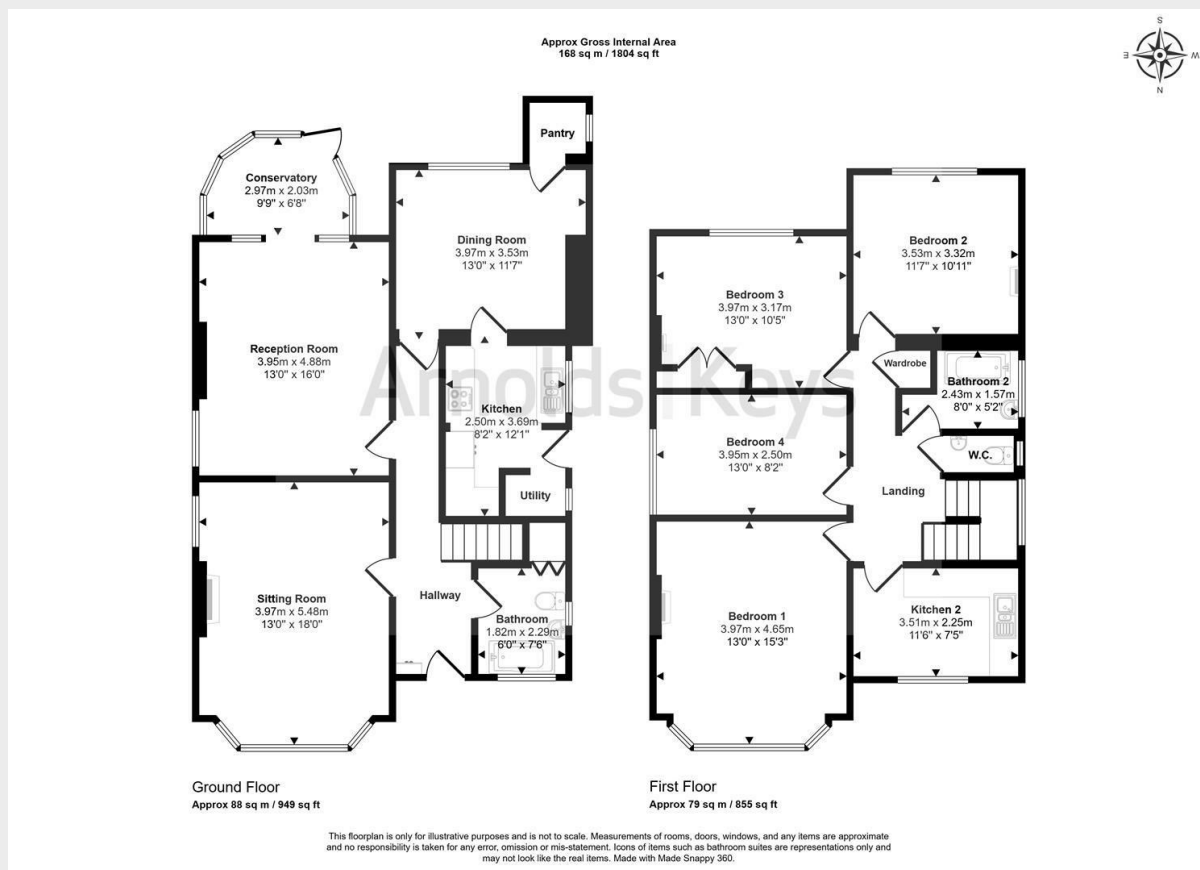 Approx Gross Internal Area
168 sq m / 1804 sq ft
S
E
W
N
Pantry
Conservatory
2.97m x 2.03m
9'9" x 6'8"
Dining Room
3.97m x 3.53m
13'0" x 11'7"
Reception Room
3.95m x 4.88m
13'0" x 16'0"
Kitchen
2.50m x 3.69m
8'2" x 12'1"
Utility
Sitting Room
3.97m x 5.48m
13'0" x 18'0"
Hallway
Bathroom
1.82m x 2.29m
6'0" x 7'6"
Bedroom 2
3.53m x 3.32m
11'7" x 10'11"
Bedroom 3
3.97m x 3.17m
13'0" x 10'5"
Wardrobe
Bathroom 2
2.43m x 1.57m
8'0" x 5'2"
Bedroom 4
3.95m x 2.50m
13'0" x 8'2"
W.C.
Landing
Bedroom 1
3.97m x 4.65m
13'0" x 15'3"
Kitchen 2
3.51m x 2.25m
11'6" x 7'5"
Arnolds | Keys
Ground Floor
Approx 88 sq m / 949 sq ft
First Floor
Approx 79 sq m / 855 sq ft
This floorplan is only for illustrative purposes and is not to scale. Measurements of rooms, doors, windows, and any items are approximate
and no responsibility is taken for any error, omission or mis-statement. Icons of items such as bathroom suites are representations only and
may not look like the real items. Made with Made Snappy 360.